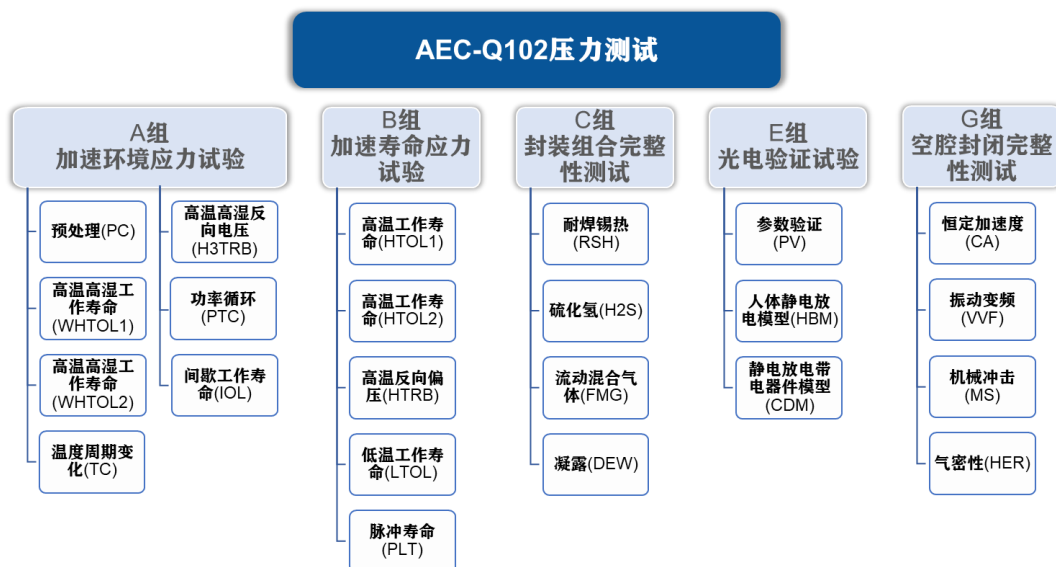 AEC-Q102压力测试
A组
加速环境应力试验
预处理(PC)
高温高湿工
作寿命
(WHTOL1)
高温高湿工
作寿命
(WHTOL2)
温度周期变
化(TC)
高温高湿反
向电压
(H3TRB)
功率循环
(PTC)
间歇工作寿
命(IOL)
B组
加速寿命应力
试验
高温工作寿
命(HTOL1)
高温工作寿
命(HTOL2)
高温反向偏
压(HTRB)
低温工作寿
命(LTOL)
脉冲寿命
(PLT)
C组
封装组合完整
性测试
耐焊锡热
(RSH)
硫化氢(H2S)
流动混合气
体(FMG)
凝露(DEW)
E组
光电验证试验
参数验证
(PV)
人体静电放
电模型(HBM)
静电放电带
电器件模型
(CDM)
G组
空腔封闭完整
性测试
恒定加速度
(CA)
振动变频
(VVF)
机械冲击
(MS)
气密性(HER)